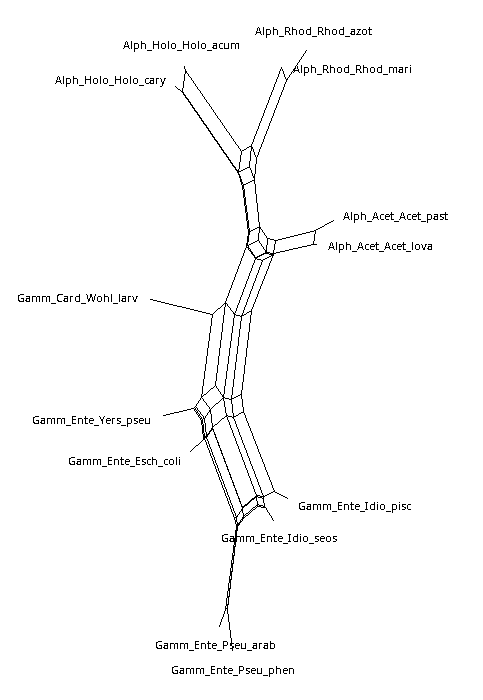 Alph_Rhod_Rhod_azot
Alph_Holo_Holo_acum
Alph_Rhod_Rhod_mari
Alph_Holo_Holo_cary
Alph_Acet_Acet_past
Alph_Acet_Acet_lova
Gamm_Card_Wohl_larv
Gamm_Ente_Yers_pseu
Gamm_Ente_Esch_coli
Gamm_Ente_Idio_pisc
Gamm_Ente_Idio_seos
Gamm_Ente_Pseu_arab
Gamm_Ente_Pseu_phen